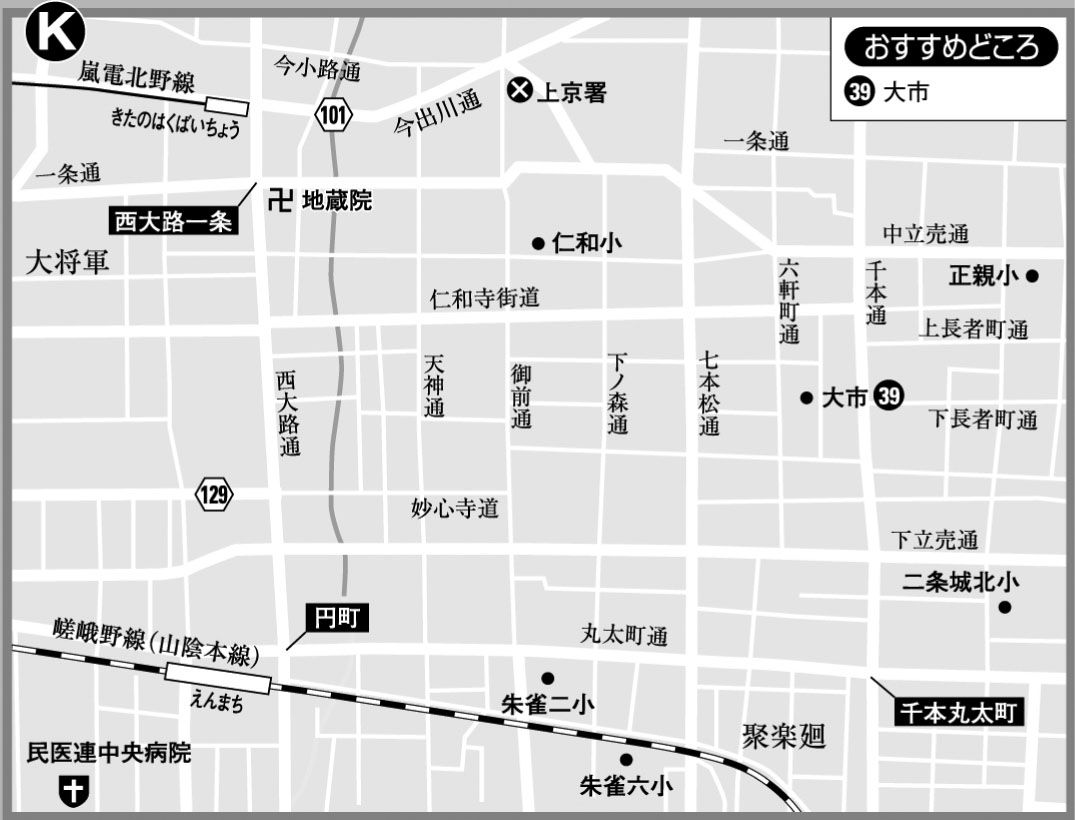 K
おすすめどころ
39 大市
嵐電北野線
きたのはくばいちょう
今小路通
101
今出川通
上京署
一条通
一条通
西大路一条
卍 地蔵院
大将軍
仁和小
中立売通
正親小
六軒町通
千本通
仁和寺街道
上長者町通
西大路通
天神通
御前通
下ノ森通
七本松通
大市 39
下長者町通
129
妙心寺道
下立売通
二条城北小
円町
丸太町通
嵯峨野線(山陰本線)
えんまち
朱雀二小
千本丸太町
聚楽廻
民医連中央病院
朱雀六小